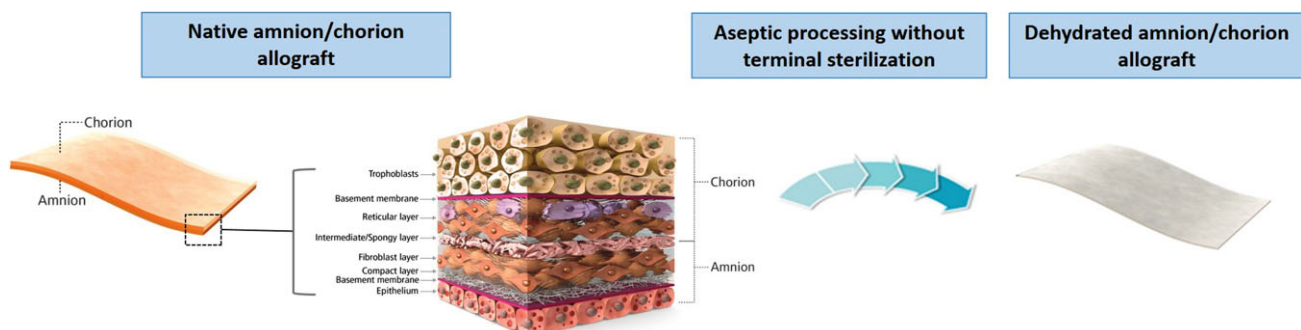 Native amnion/chorion
allograft
Aseptic processing without
terminal sterilization
Dehydrated amnion/chorion
allograft
Chorion
Amnion
Trophoblasts
Basement membrane
Reticular layer
Intermediate/Spongy layer
Fibroblast layer
Compact layer
Basement membrane
Epithelium
Chorion
Amnion